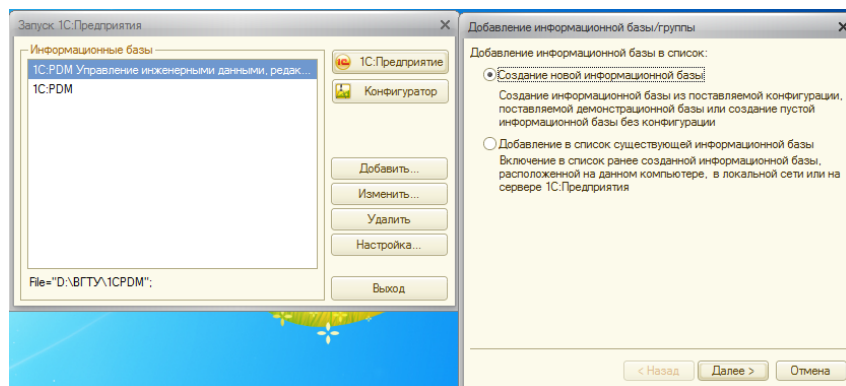 Запуск 1С:Предприятия
Информационные базы
1С:PDM Управление инженерными данными, редак...
1С:PDM
1С:Предприятие
Конфигуратор
Добавить...
Изменить...
Удалить
Настройка...
Выход
File="D:\ВГТУ\1CPDM";
Добавление информационной базы/группы
Добавление информационной базы в список:
Создание новой информационной базы
Создание информационной базы из поставляемой конфигурации,
поставляемой демонстрационной базы или создание пустой
информационной базы без конфигурации
Добавление в список существующей информационной базы
Включение в список ранее созданной информационной базы,
расположенной на данном компьютере, в локальной сети или на
сервере 1С:Предприятия
< Назад
Далее >
Отмена